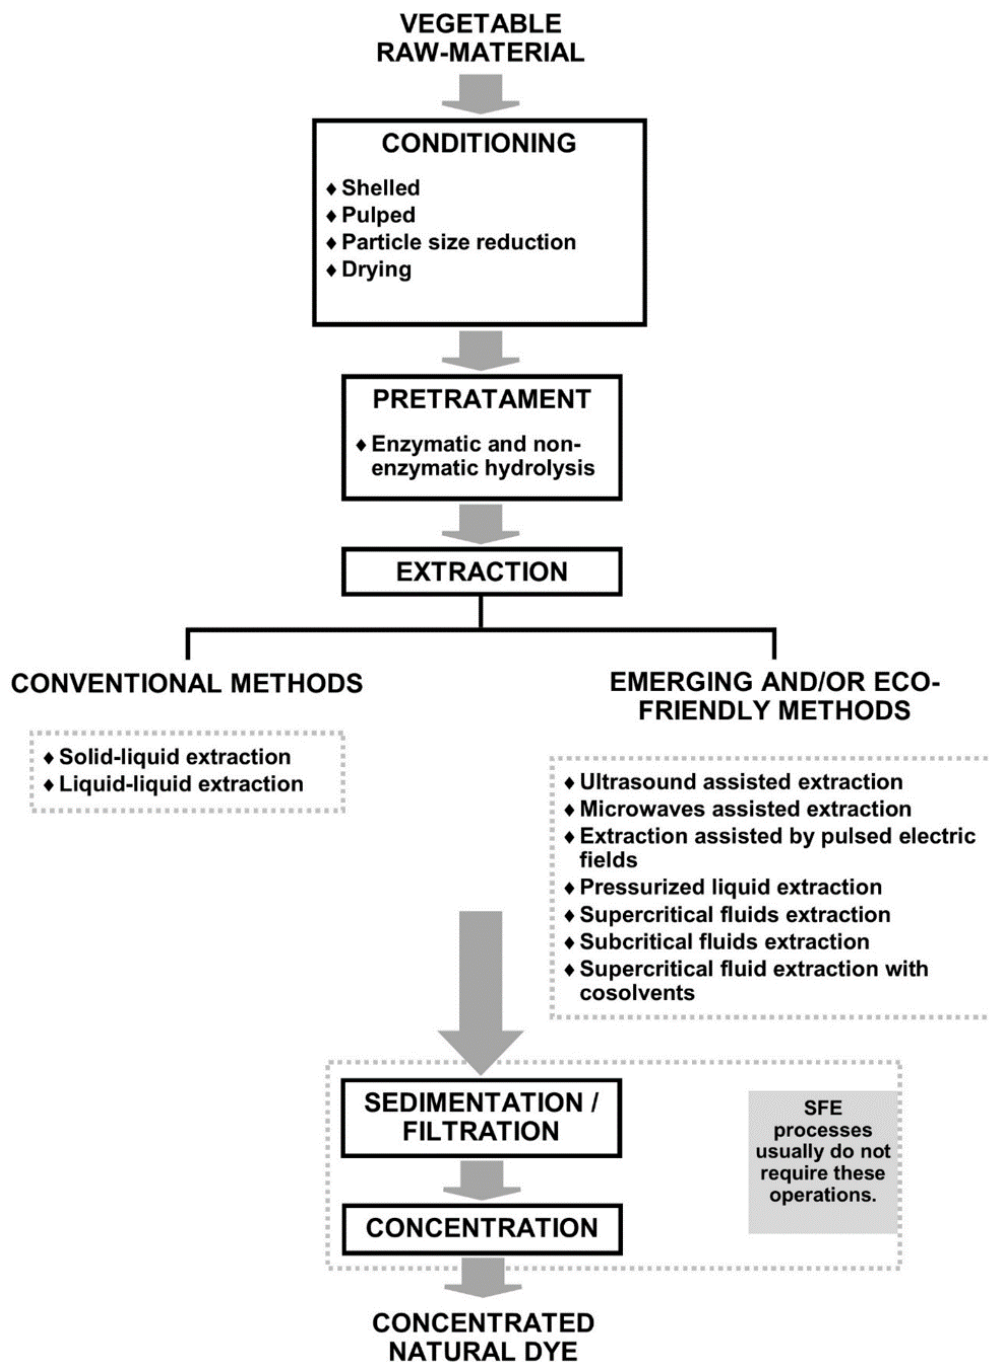 VEGETABLE
RAW-MATERIAL
CONDITIONING
♦ Shelled
♦ Pulped
♦ Particle size reduction
♦ Drying
PRETRATAMENT
♦ Enzymatic and non-
enzymatic hydrolysis
EXTRACTION
CONVENTIONAL METHODS
♦ Solid-liquid extraction
♦ Liquid-liquid extraction
EMERGING AND/OR ECO-
FRIENDLY METHODS
♦ Ultrasound assisted extraction
♦ Microwaves assisted extraction
♦ Extraction assisted by pulsed electric
fields
♦ Pressurized liquid extraction
♦ Supercritical fluids extraction
♦ Subcritical fluids extraction
♦ Supercritical fluid extraction with
cosolvents
SEDIMENTATION /
FILTRATION
CONCENTRATION
SFE
processes
usually do not
require these
operations.
CONCENTRATED
NATURAL DYE